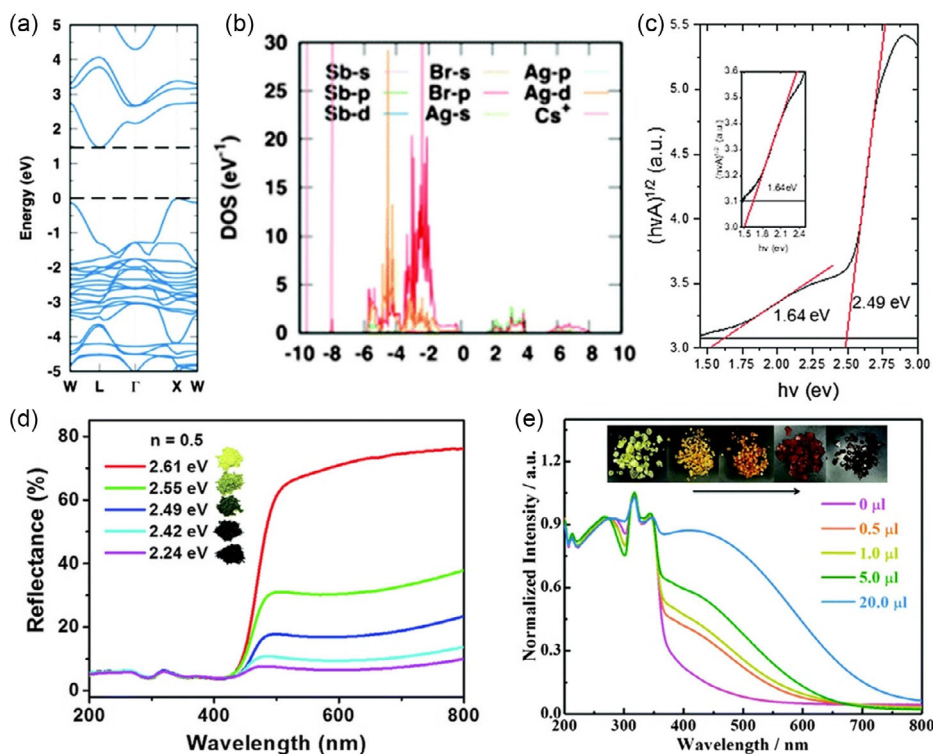 (a)
5
4
3
2
1
0
-1
-2
-3
-4
-5
Energy (eV)
W L Γ X W
(b)
30
25
20
15
10
5
0
DOS (eV⁻¹)
Sb-s Br-s Ag-p
Sb-p Br-p Ag-d
Sb-d Ag-s Cs⁺
-10 -8 -6 -4 -2 0 2 4 6 8 10
(c)
5.5
5.0
4.5
4.0
3.5
3.0
(hνA)^1/2 (a.u.)
3.6
3.5
3.4
3.3
3.2
3.1
3.0
(hνA)^1/2 (a.u.)
1.64eV
1.5 1.8 2.1 2.4
hν (ev)
1.64 eV
2.49 eV
1.50 1.75 2.00 2.25 2.50 2.75 3.00
hν (ev)
(d)
80
60
40
20
0
Reflectance (%)
n = 0.5
2.61 eV
2.55 eV
2.49 eV
2.42 eV
2.24 eV
200 400 600 800
Wavelength (nm)
(e)
1.2
0.9
0.6
0.3
0.0
Normalized Intensity / a.u.
0 µl
0.5 µl
1.0 µl
5.0 µl
20.0 µl
200 300 400 500 600 700 800
Wavelength / nm